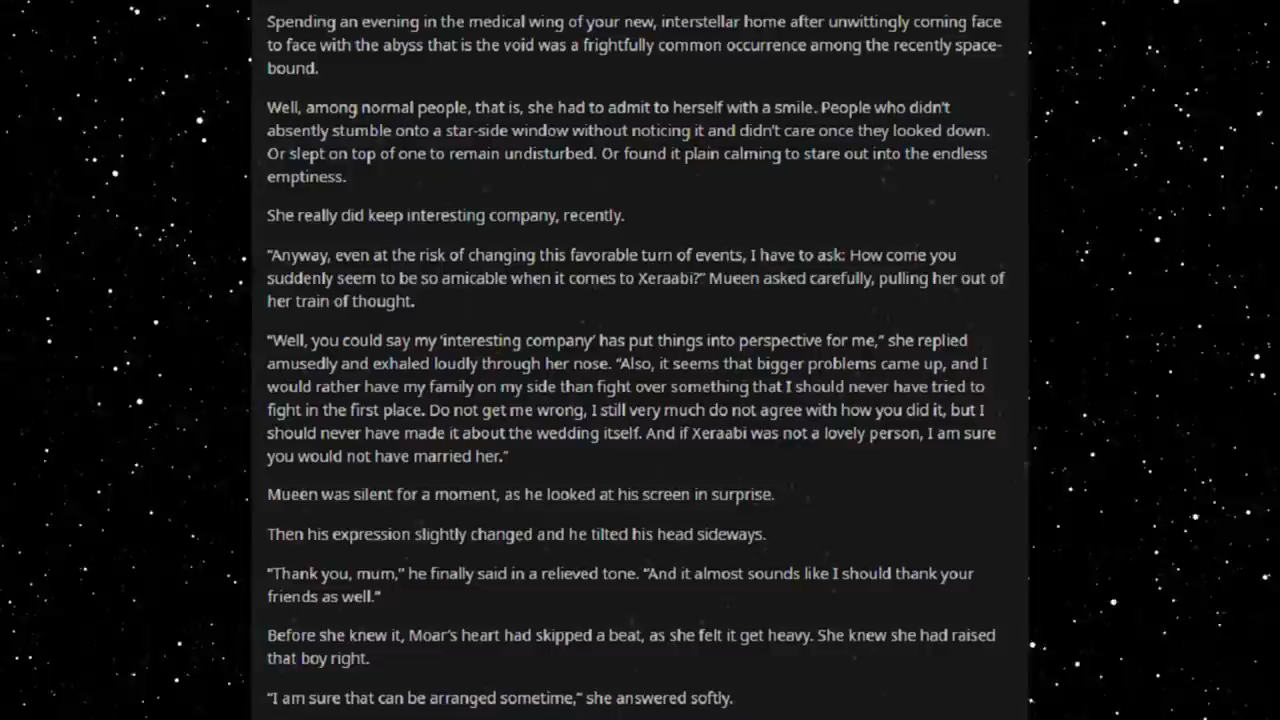 Spending an evening in the medical wing of your new, interstellar home after unwittingly coming face
to face with the abyss that is the void was a frightfully common occurrence among the recently space-
bound.
Well, among normal people, that is, she had to admit to herself with a smile. People who didn't
absently stumble onto a star-side window without noticing it and didn't care once they looked down.
Or slept on top of one to remain undisturbed. Or found it plain calming to stare out into the endless
emptiness.
She really did keep interesting company, recently.
"Anyway, even at the risk of changing this favorable turn of events, I have to ask: How come you
suddenly seem to be so amicable when it comes to Xeraabi?" Mueen asked carefully, pulling her out of
her train of thought.
"Well, you could say my 'interesting company' has put things into perspective for me," she replied
amusedly and exhaled loudly through her nose. "Also, it seems that bigger problems came up, and I
would rather have my family on my side than fight over something that I should never have tried to
fight in the first place. Do not get me wrong, I still very much do not agree with how you did it, but I
should never have made it about the wedding itself. And if Xeraabi was not a lovely person, I am sure
you would not have married her."
Mueen was silent for a moment, as he looked at his screen in surprise.
Then his expression slightly changed and he tilted his head sideways.
"Thank you, mum," he finally said in a relieved tone. "And it almost sounds like I should thank your
friends as well."
Before she knew it, Moar's heart had skipped a beat, as she felt it get heavy. She knew she had raised
that boy right.
"I am sure that can be arranged sometime," she answered softly.